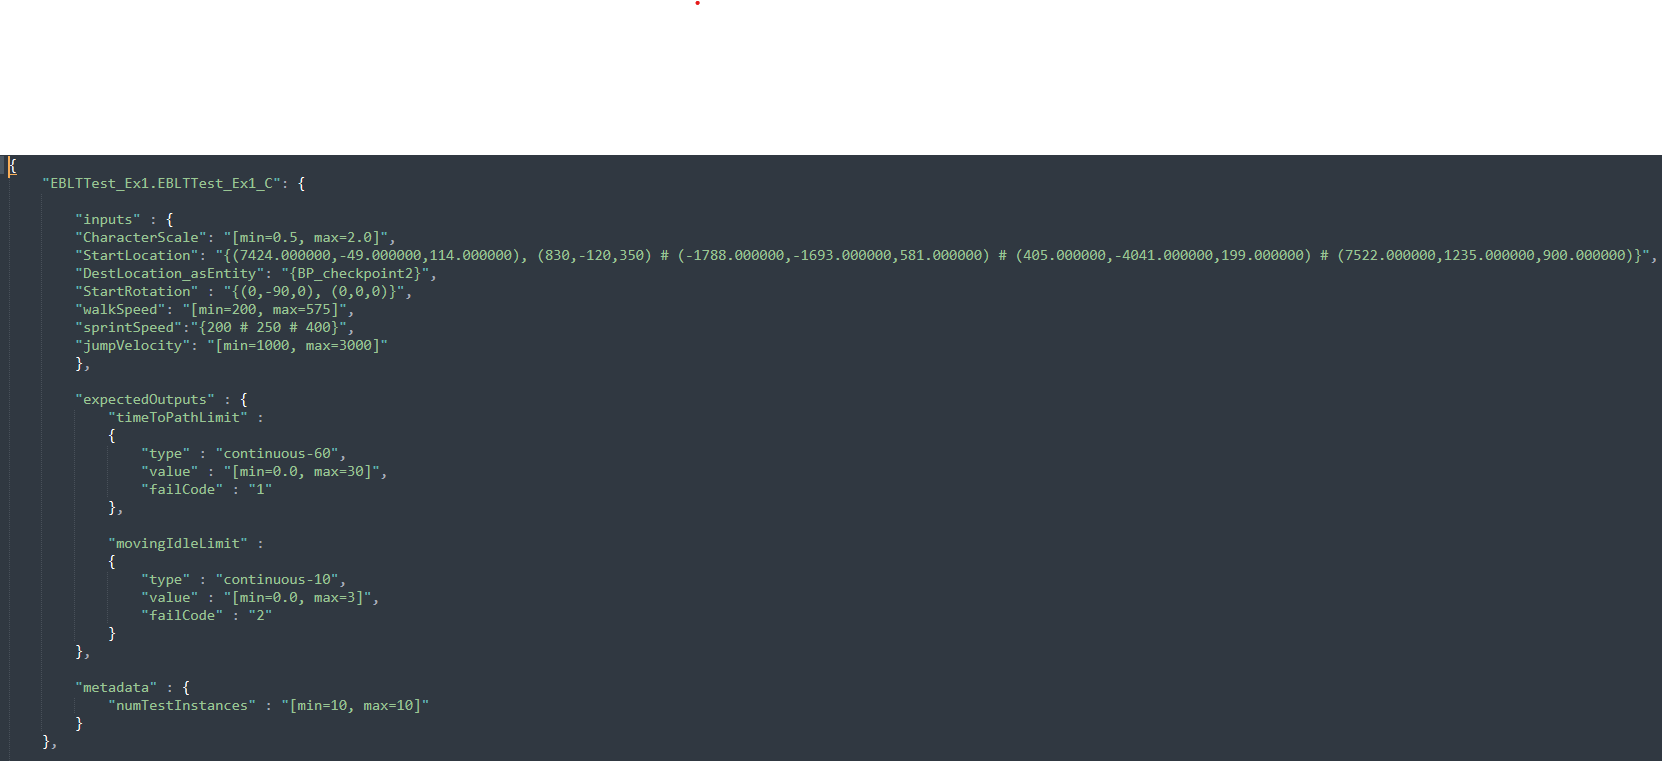 {
"EBLTTest_Ex1.EBLTTest_Ex1_C": {
"inputs" : {
"CharacterScale": "[min=0.5, max=2.0]",
"StartLocation": "{(7424.000000,-49.000000,114.000000), (830,-120,350) # (-1788.000000,-1693.000000,581.000000) # (405.000000,-4041.000000,199.000000) # (7522.000000,1235.000000,900.000000)}",
"DestLocation_asEntity": "{BP_checkpoint2}",
"StartRotation" : "{(0,-90,0), (0,0,0)}",
"walkSpeed": "[min=200, max=575]",
"sprintSpeed":"{200 # 250 # 400}",
"jumpVelocity": "[min=1000, max=3000]"
},
"expectedOutputs" : {
"timeToPathLimit" :
{
"type" : "continuous-60",
"value" : "[min=0.0, max=30]",
"failCode" : "1"
},
"movingIdleLimit" :
{
"type" : "continuous-10",
"value" : "[min=0.0, max=3]",
"failCode" : "2"
}
},
"metadata" : {
"numTestInstances" : "[min=10, max=10]"
}
},